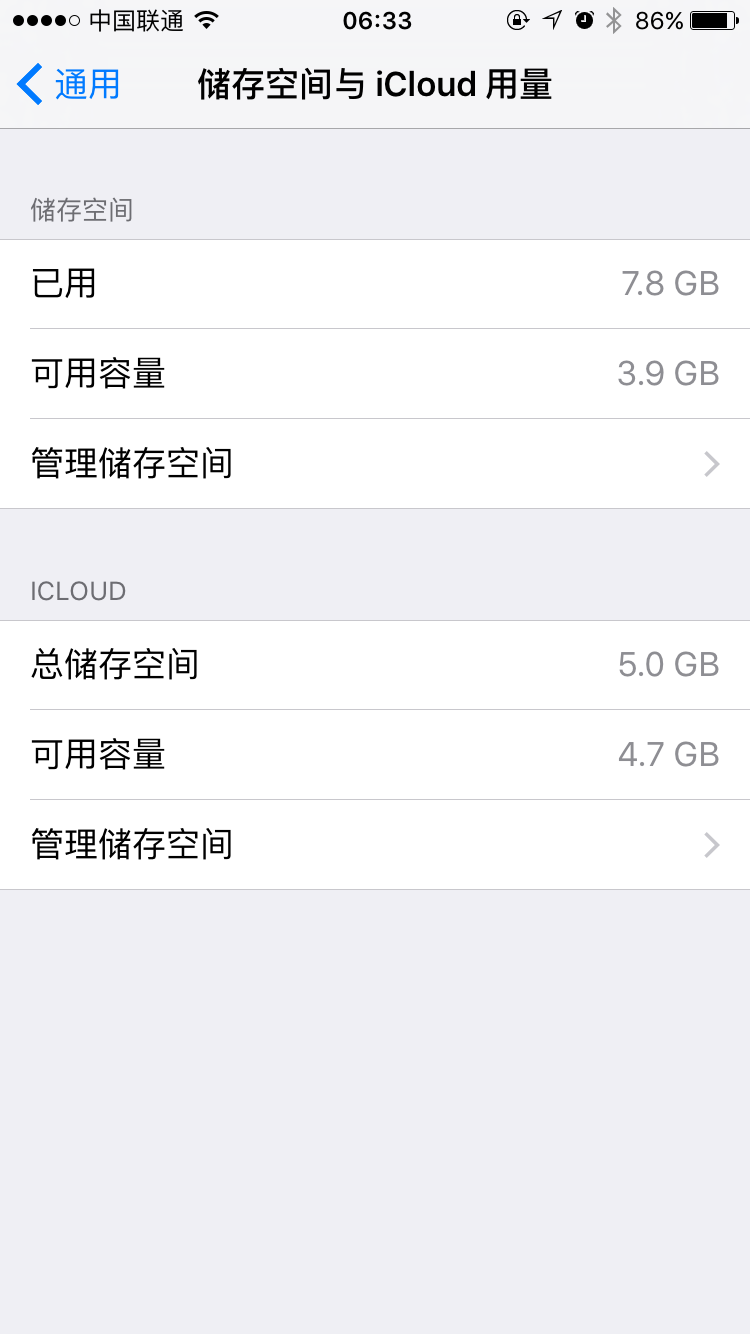 中国联通 06:33 86%
通用 储存空间与 iCloud 用量
储存空间
已用 7.8 GB
可用容量 3.9 GB
管理储存空间
ICLOUD
总储存空间 5.0 GB
可用容量 4.7 GB
管理储存空间